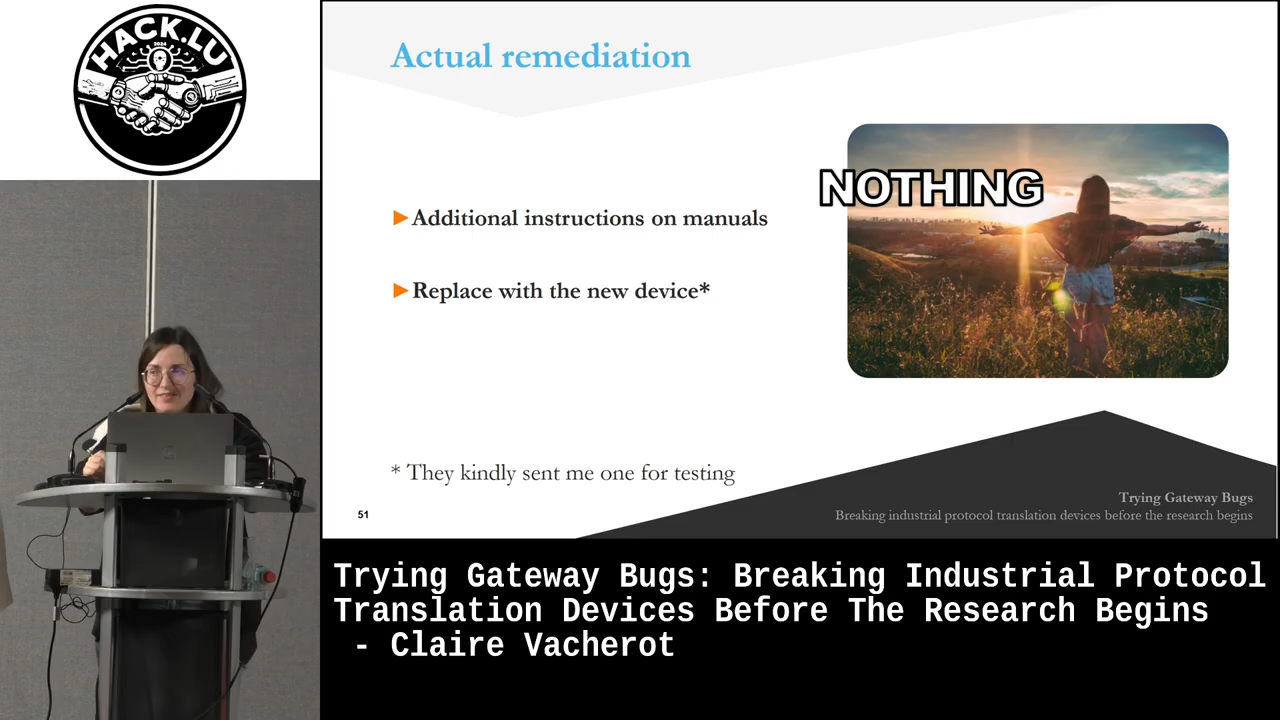 HACK.LU
2024
Actual remediation
NOTHING
►Additional instructions on manuals
►Replace with the new device*
* They kindly sent me one for testing
51
Trying Gateway Bugs
Breaking industrial protocol translation devices before the research begins
Trying Gateway Bugs: Breaking Industrial Protocol
Translation Devices Before The Research Begins
- Claire Vacherot